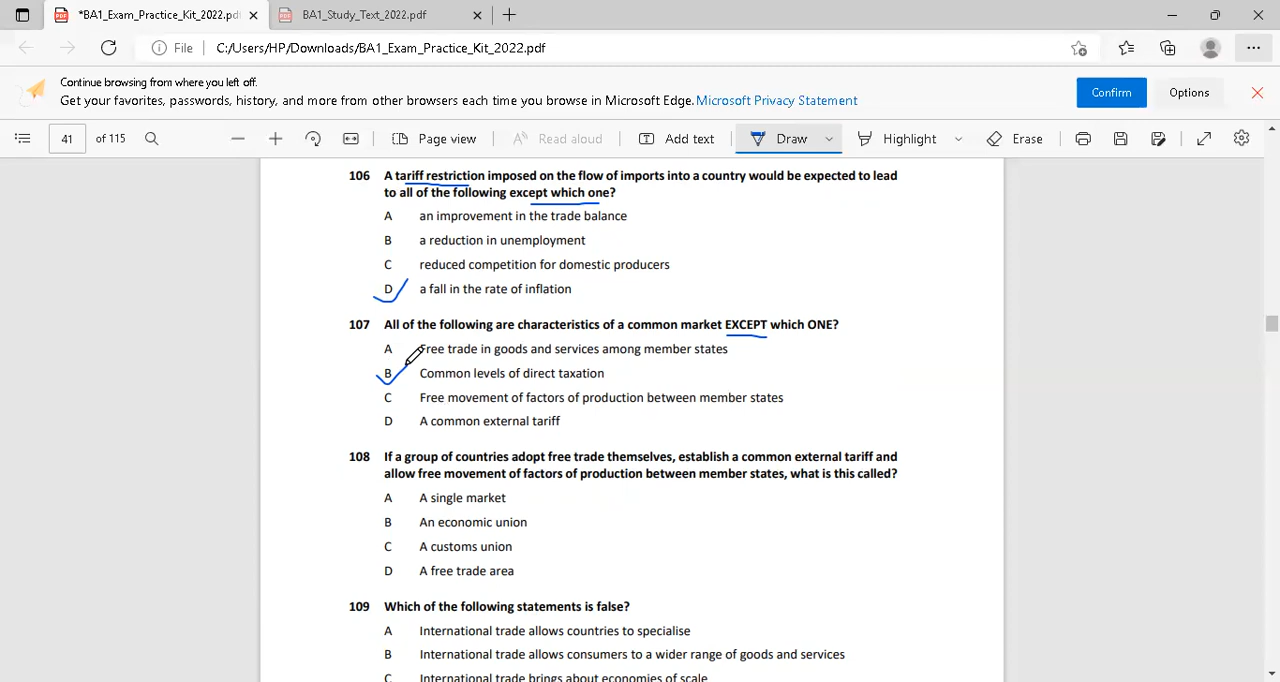 *BA1_Exam_Practice_Kit_2022.pdf
BA1_Study_Text_2022.pdf
File
C:/Users/HP/Downloads/BA1_Exam_Practice_Kit_2022.pdf
Continue browsing from where you left off.
Get your favorites, passwords, history, and more from other browsers each time you browse in Microsoft Edge. Microsoft Privacy Statement
Confirm
Options
41 of 115
Page view
Read aloud
Add text
Draw
Highlight
Erase
106 A tariff restriction imposed on the flow of imports into a country would be expected to lead
to all of the following except which one?
A an improvement in the trade balance
B a reduction in unemployment
C reduced competition for domestic producers
D a fall in the rate of inflation
107 All of the following are characteristics of a common market EXCEPT which ONE?
A Free trade in goods and services among member states
B Common levels of direct taxation
C Free movement of factors of production between member states
D A common external tariff
108 If a group of countries adopt free trade themselves, establish a common external tariff and
allow free movement of factors of production between member states, what is this called?
A A single market
B An economic union
C A customs union
D A free trade area
109 Which of the following statements is false?
A International trade allows countries to specialise
B International trade allows consumers to a wider range of goods and services
C International trade brings about economies of scale